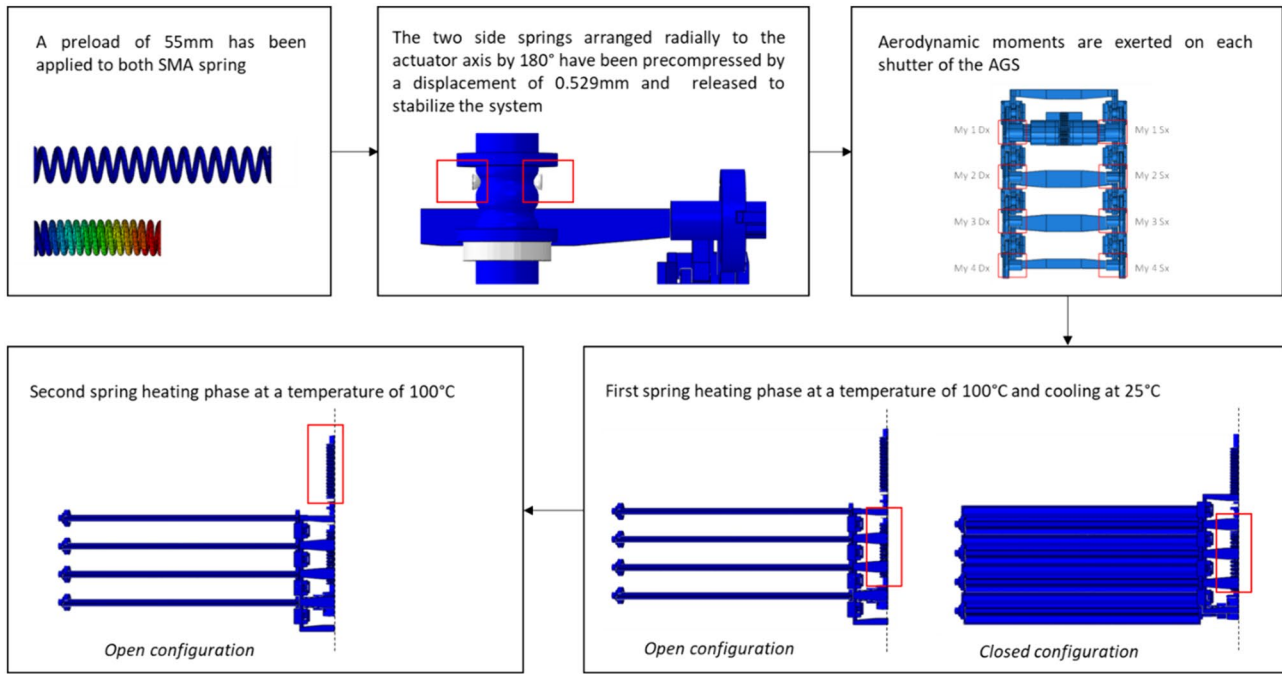 A preload of 55mm has been
applied to both SMA spring
The two side springs arranged radially to the
actuator axis by 180° have been precompressed by
a displacement of 0.529mm and released to
stabilize the system
Aerodynamic moments are exerted on each
shutter of the AGS
My 1 Dx
My 1 Sx
My 2 Dx
My 2 Sx
My 3 Dx
My 3 Sx
My 4 Dx
My 4 Sx
Second spring heating phase at a temperature of 100°C
Open configuration
First spring heating phase at a temperature of 100°C and cooling at 25°C
Open configuration
Closed configuration